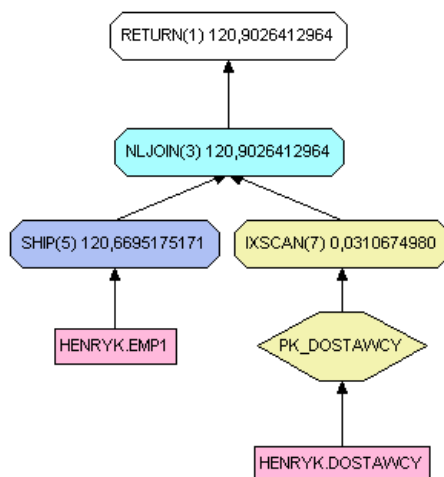 RETURN(1) 120,9026412964
NLJOIN(3) 120,9026412964
SHIP(5) 120,6695175171
IXSCAN(7) 0,0310674980
HENRYK.EMP1
PK_DOSTAWCY
HENRYK.DOSTAWCY